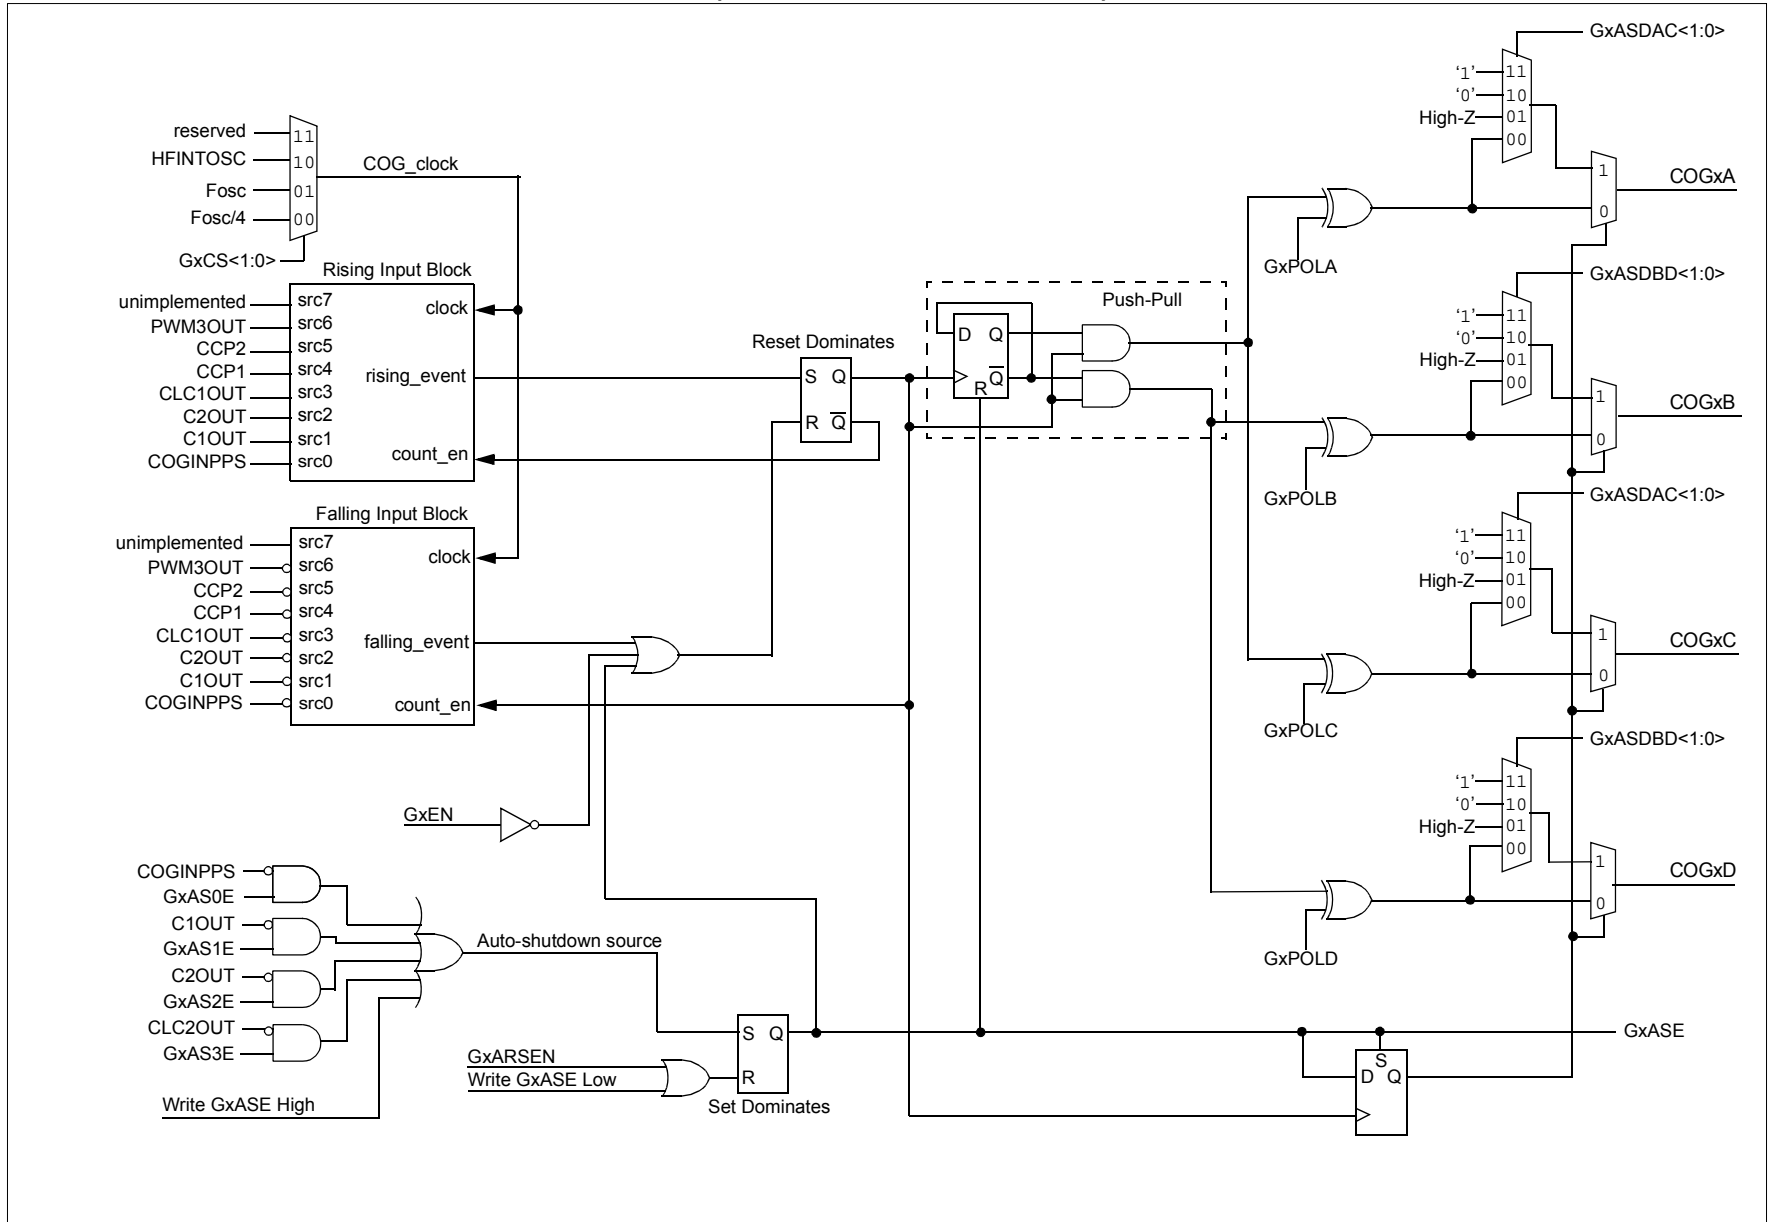 GxASDAC<1:0>
'1' 11
'0' 10
High-Z 01
00
1
0
COGxA
GxPOLA
reserved 11
HFINTOSC 10
Fosc 01
Fosc/4 00
COG_clock
GxCS<1:0>
Rising Input Block
unimplemented src7
PWM3OUT src6
CCP2 src5
CCP1 src4
CLC1OUT src3
C2OUT src2
C1OUT src1
COGINPPS src0
clock
rising_event
count_en
Reset Dominates
S Q
R Q
Push-Pull
D Q
Q
R
GxASDBD<1:0>
'1' 11
'0' 10
High-Z 01
00
1
0
COGxB
GxPOLB
Falling Input Block
unimplemented src7
PWM3OUT src6
CCP2 src5
CCP1 src4
CLC1OUT src3
C2OUT src2
C1OUT src1
COGINPPS src0
clock
falling_event
count_en
GxASDAC<1:0>
'1' 11
'0' 10
High-Z 01
00
1
0
COGxC
GxPOLC
GxEN
GxASDBD<1:0>
'1' 11
'0' 10
High-Z 01
00
1
0
COGxD
GxPOLD
COGINPPS
GxAS0E
C1OUT
GxAS1E
C2OUT
GxAS2E
CLC2OUT
GxAS3E
Auto-shutdown source
Write GxASE High
GxARSEN
Write GxASE Low
S Q
R
Set Dominates
GxASE
S
D Q